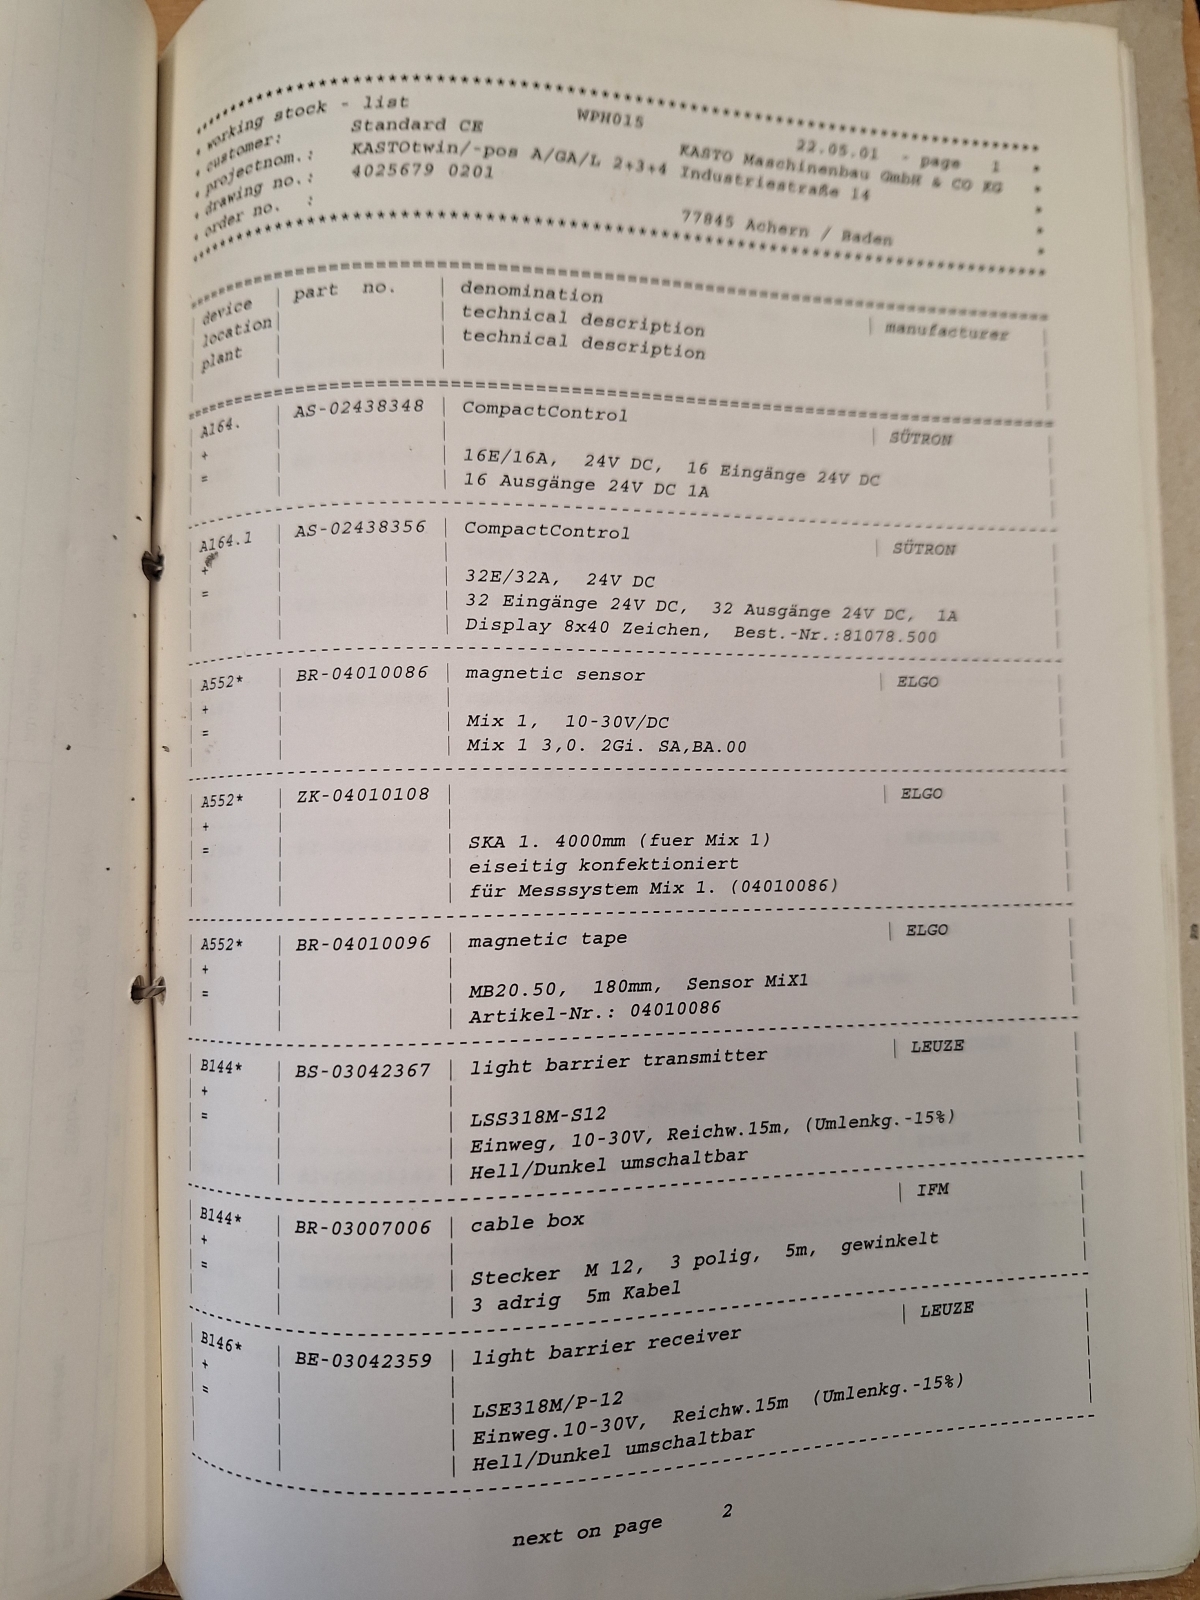 ****************************************
* working stock - list WPH015 22.05.01 - page 1 *
* customer: Standard CE KASTO Maschinenbau GmbH & CO KG *
* projectnom.: KASTOtwin/-pos A/GA/L 2+3+4 Industriestraße 14 *
* drawing no.: 4025679 0201 *
* order no. : 77845 Achern / Baden *
****************************************
device | part no. | denomination | manufacturer
location | technical description
plant | technical description
A164. | AS-02438348 | CompactControl | SÜTRON
+
= 16E/16A, 24V DC, 16 Eingänge 24V DC
16 Ausgänge 24V DC 1A
A164.1 | AS-02438356 | CompactControl | SÜTRON
+
= 32E/32A, 24V DC
32 Eingänge 24V DC, 32 Ausgänge 24V DC, 1A
Display 8x40 Zeichen, Best.-Nr.:81078.500
A552* | BR-04010086 | magnetic sensor | ELGO
+
= Mix 1, 10-30V/DC
Mix 1 3,0. 2Gi. SA,BA.00
A552* | ZK-04010108 | | ELGO
+
= SKA 1. 4000mm (fuer Mix 1)
eiseitig konfektioniert
für Messsystem Mix 1. (04010086)
A552* | BR-04010096 | magnetic tape | ELGO
+
= MB20.50, 180mm, Sensor MiX1
Artikel-Nr.: 04010086
B144* | BS-03042367 | light barrier transmitter | LEUZE
+
= LSS318M-S12
Einweg, 10-30V, Reichw.15m, (Umlenkg.-15%)
Hell/Dunkel umschaltbar
B144* | BR-03007006 | cable box | IFM
+
= Stecker M 12, 3 polig, 5m, gewinkelt
3 adrig 5m Kabel
B146* | BE-03042359 | light barrier receiver | LEUZE
+
= LSE318M/P-12
Einweg.10-30V, Reichw.15m (Umlenkg.-15%)
Hell/Dunkel umschaltbar
next on page 2